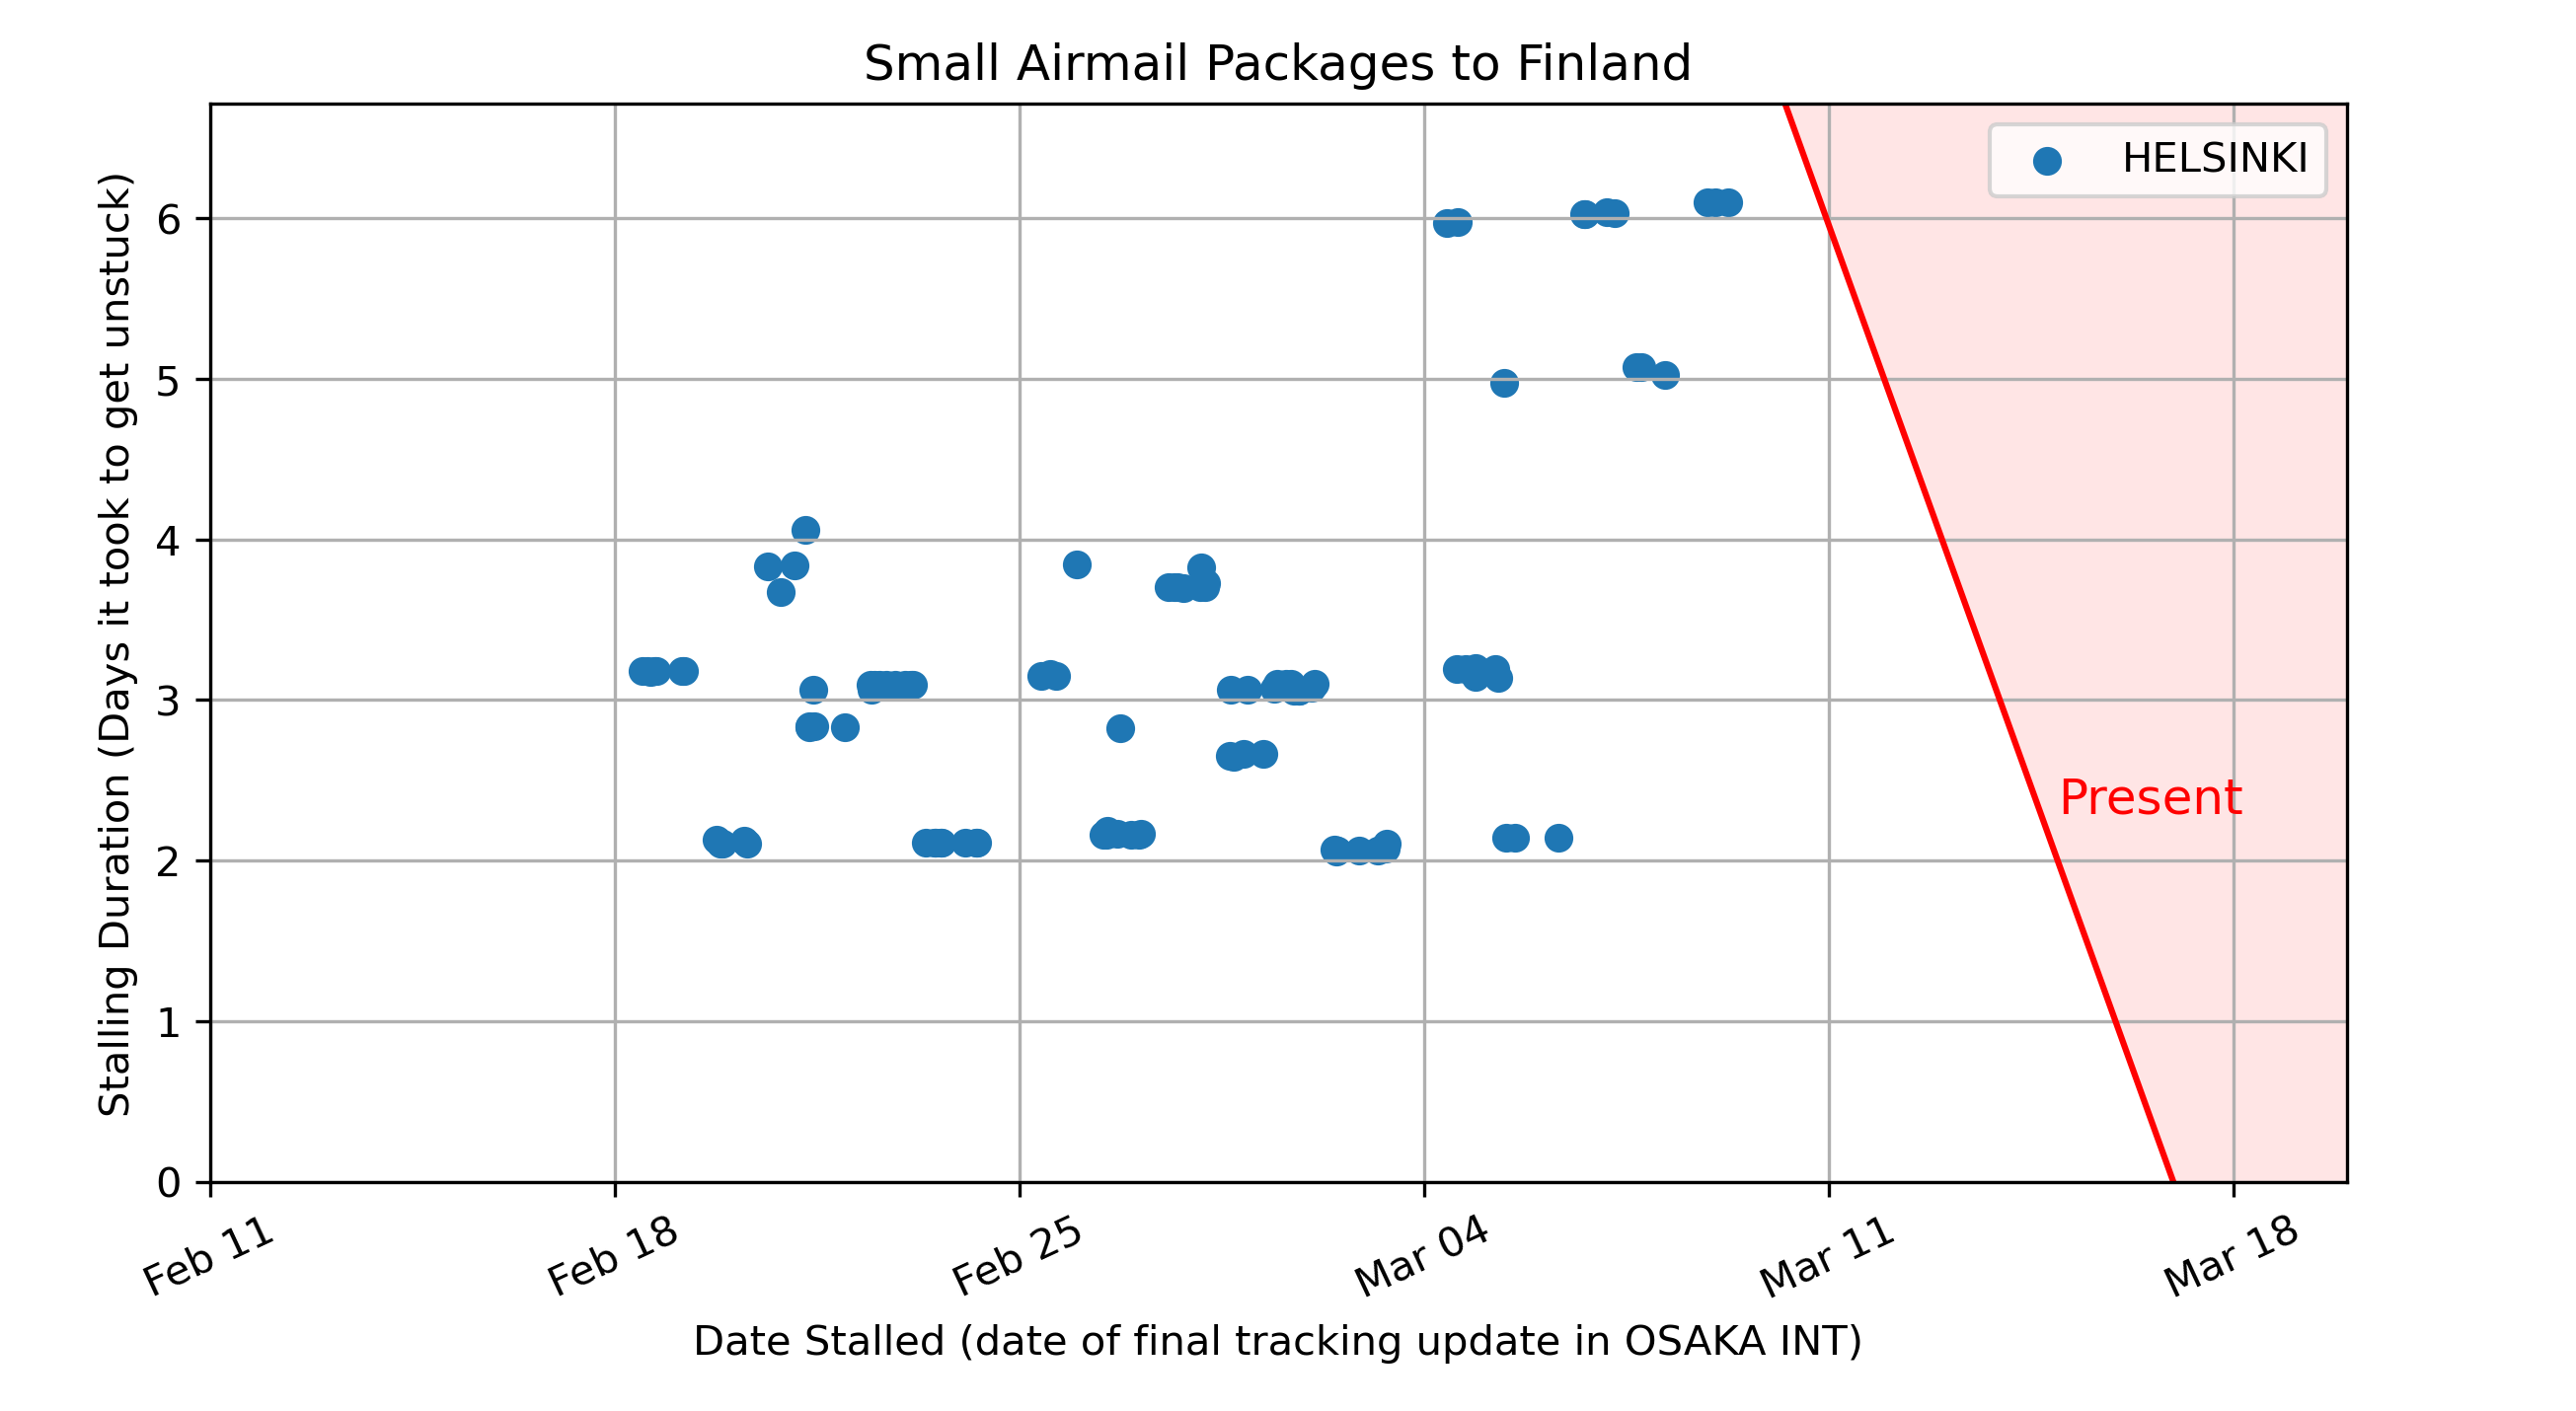 Small Airmail Packages to Finland
HELSINKI
Stalling Duration (Days it took to get unstuck)
6
5
4
3
2
1
0
Present
Feb 11
Feb 18
Feb 25
Mar 04
Mar 11
Mar 18
Date Stalled (date of final tracking update in OSAKA INT)